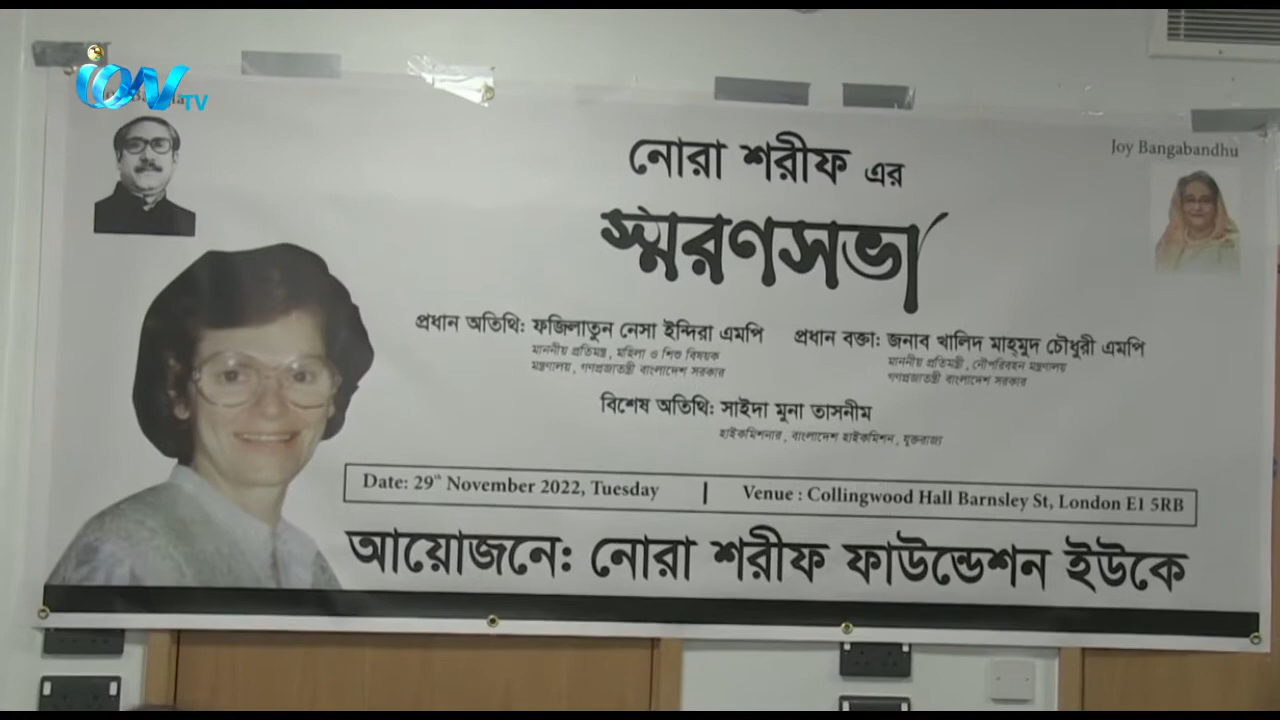 iON TV
Joy Bangabandhu
নোরা শরীফ এর
স্মরণসভা
প্রধান অতিথি: ফজিলাতুন নেসা ইন্দিরা এমপি
মাননীয় প্রতিমন্ত্র, মহিলা ও শিশু বিষয়ক
মন্ত্রণালয়, গণপ্রজাতন্ত্রী বাংলাদেশ সরকার
প্রধান বক্তা: জনাব খালিদ মাহ্‌মুদ চৌধুরী এমপি
মাননীয় প্রতিমন্ত্রী, নৌপরিবহন মন্ত্রণালয়
গণপ্রজাতন্ত্রী বাংলাদেশ সরকার
বিশেষ অতিথি: সাইদা মুনা তাসনীম
হাইকমিশনার, বাংলাদেশ হাইকমিশন, যুক্তরাজ্য
Date: 29th November 2022, Tuesday | Venue : Collingwood Hall Barnsley St, London E1 5RB
আয়োজনে: নোরা শরীফ ফাউন্ডেশন ইউকে